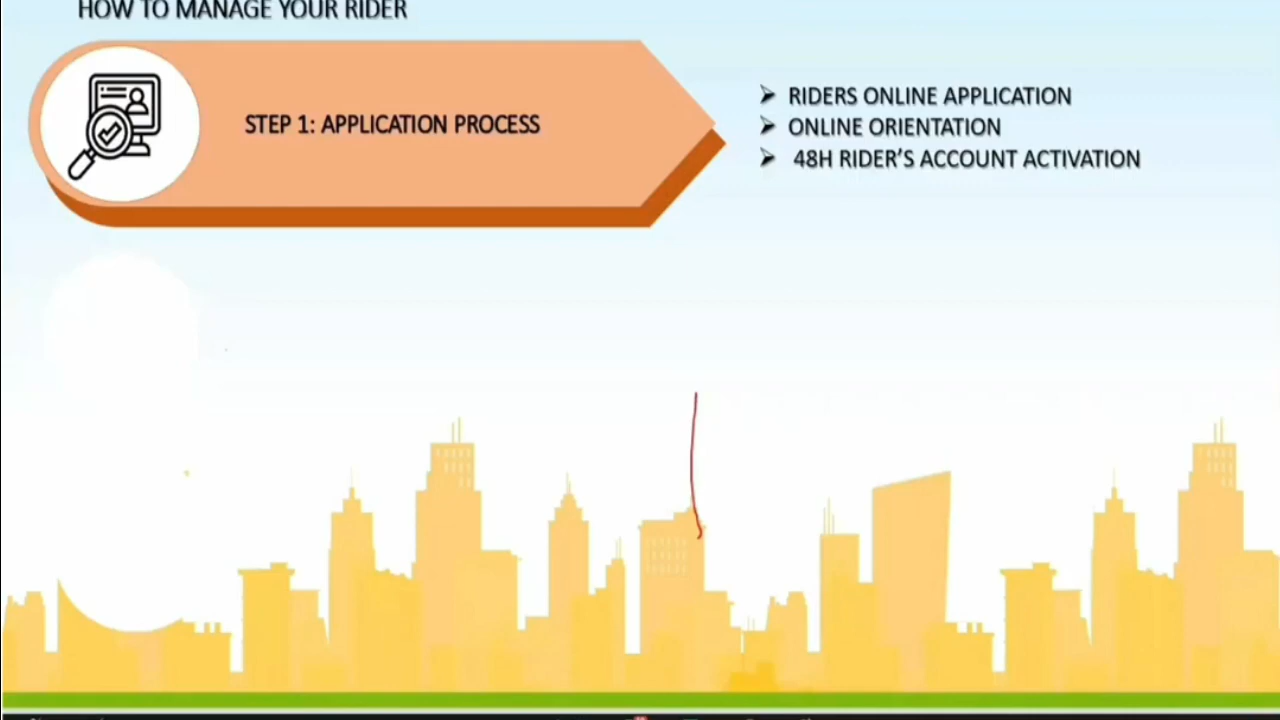 HOW TO MANAGE YOUR RIDER
STEP 1: APPLICATION PROCESS
➢ RIDERS ONLINE APPLICATION
➢ ONLINE ORIENTATION
➢ 48H RIDER’S ACCOUNT ACTIVATION